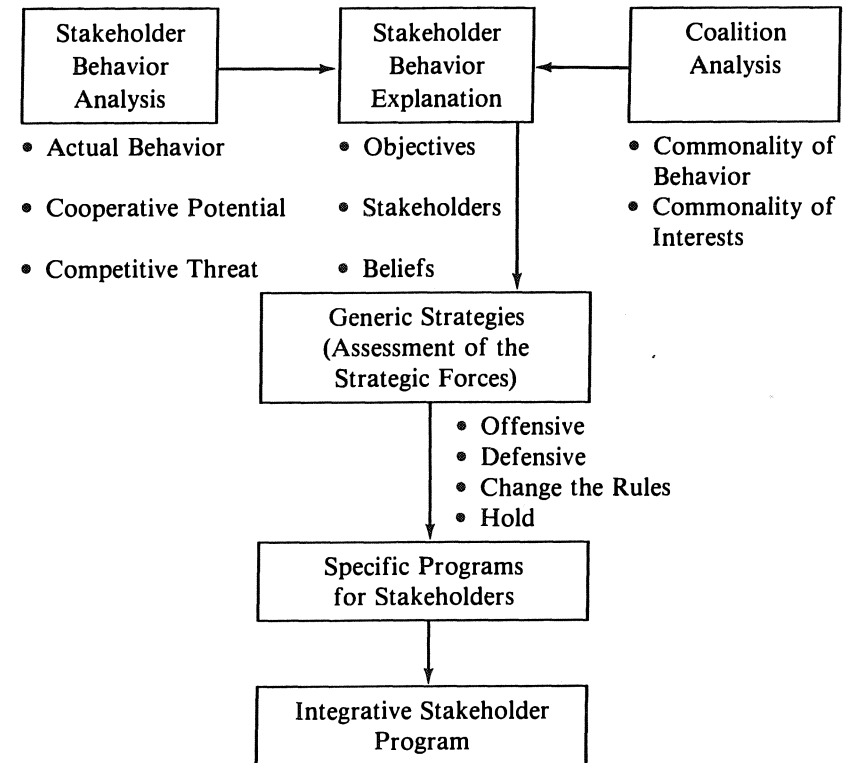 Stakeholder
Behavior
Analysis
Stakeholder
Behavior
Explanation
Coalition
Analysis
• Actual Behavior
• Cooperative Potential
• Competitive Threat
• Objectives
• Stakeholders
• Beliefs
• Commonality of
Behavior
• Commonality of
Interests
Generic Strategies
(Assessment of the
Strategic Forces)
• Offensive
• Defensive
• Change the Rules
• Hold
Specific Programs
for Stakeholders
Integrative Stakeholder
Program